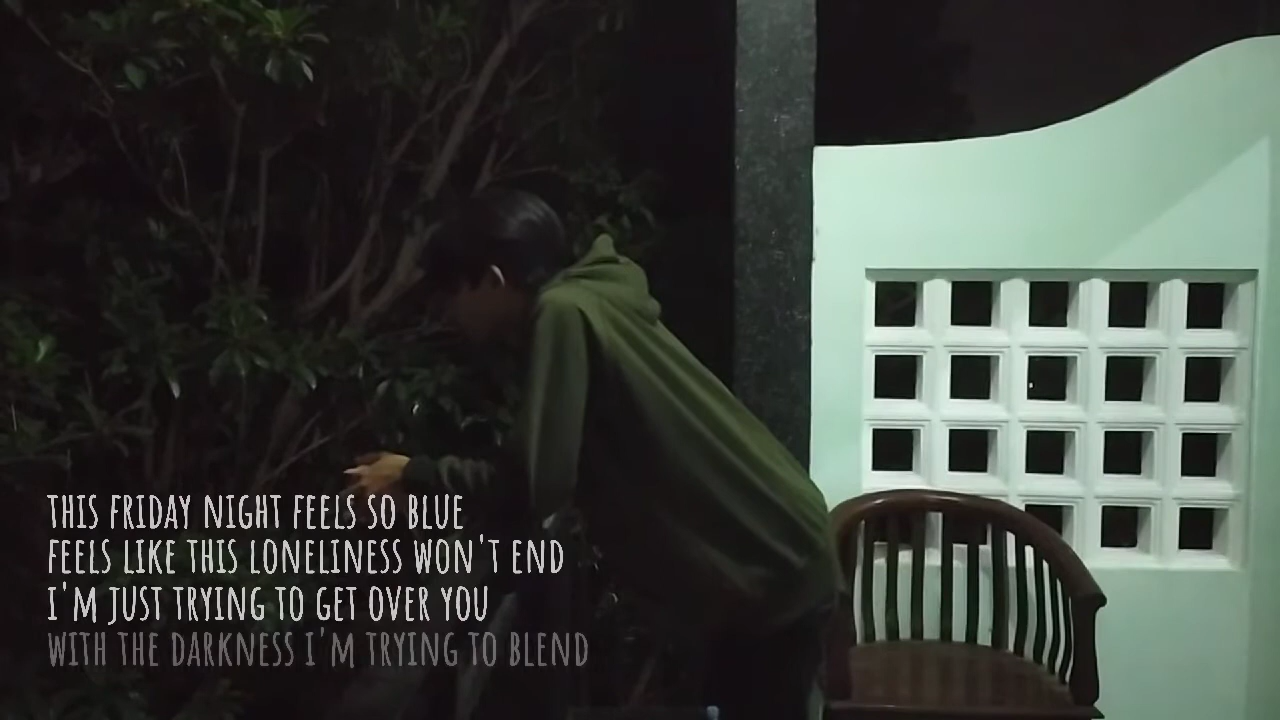 THIS FRIDAY NIGHT FEELS SO BLUE
FEELS LIKE THIS LONELINESS WON'T END
I'M JUST TRYING TO GET OVER YOU
WITH THE DARKNESS I'M TRYING TO BLEND